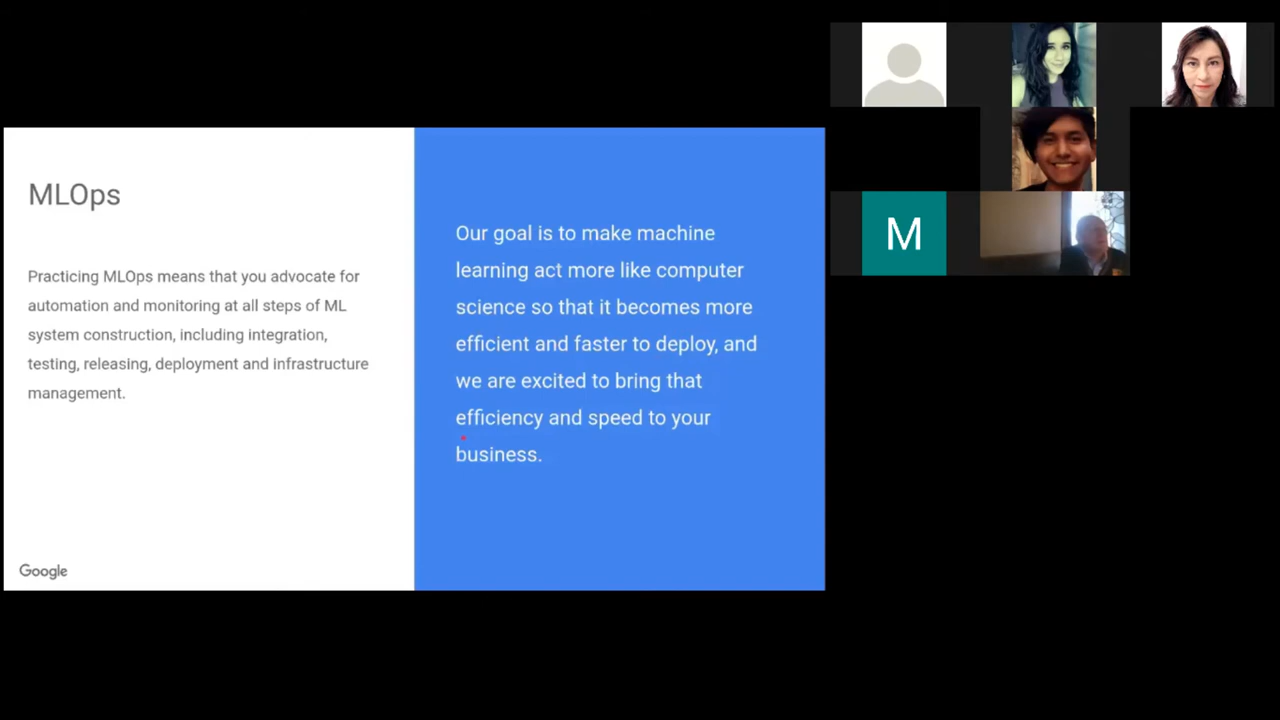 MLOps
Practicing MLOps means that you advocate for
automation and monitoring at all steps of ML
system construction, including integration,
testing, releasing, deployment and infrastructure
management.
Google
Our goal is to make machine
learning act more like computer
science so that it becomes more
efficient and faster to deploy, and
we are excited to bring that
efficiency and speed to your
business.
M